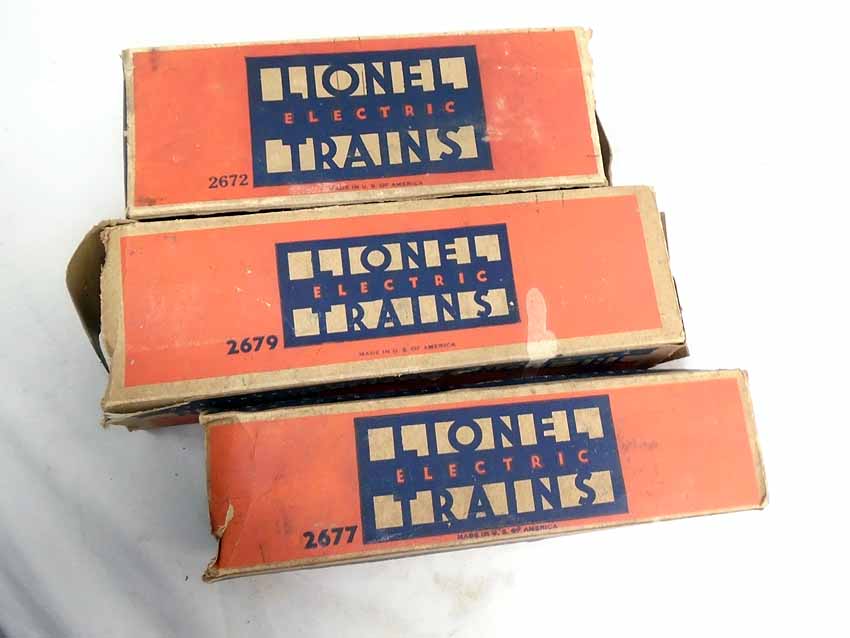 LIONEL
ELECTRIC
TRAINS
2672
MADE IN U. S. OF AMERICA
LIONEL
ELECTRIC
TRAINS
2679
MADE IN U. S. OF AMERICA
LIONEL
ELECTRIC
TRAINS
2677
MADE IN U. S. OF AMERICA